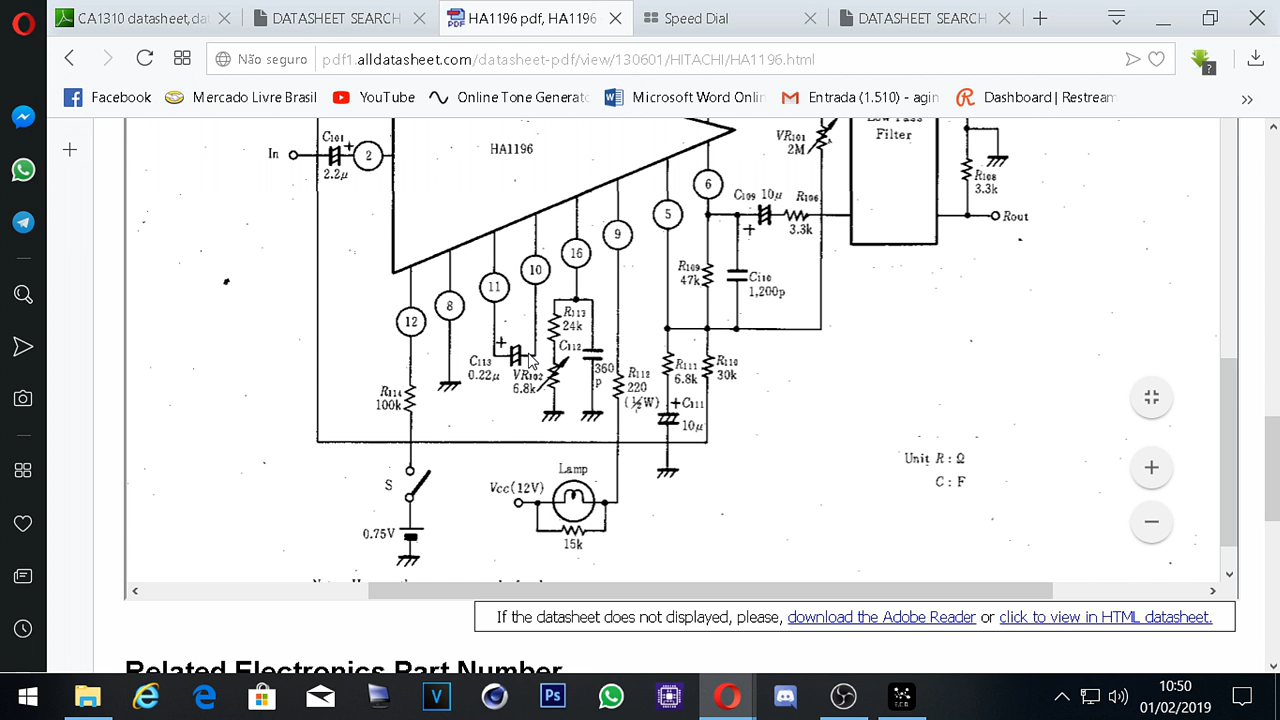 CA1310 datasheet,da
DATASHEET SEARCH
HA1196 pdf, HA1196
Speed Dial
DATASHEET SEARCH
Não seguro
pdf1.alldatasheet.com/datasheet-pdf/view/130601/HITACHI/HA1196.html
?
Facebook
Mercado Livre Brasil
YouTube
Online Tone Generato
Microsoft Word Onlin
Entrada (1.510) - agin
Dashboard | Restream
Low Pass
Filter
VR101
2M
HA1196
C101
+
In
2
2.2μ
6
R108
3.3k
C109 10μ
R106
5
Rout
9
+
3.3k
16
10
R109
47k
C110
1,200p
11
8
R113
24k
12
+
C112
C113
0.22μ
VR102
6.8k
360
p
R112
220
(½W)
R111
6.8k
R110
30k
R114
100k
+C111
10μ
Unit R : Ω
C : F
Lamp
S
Vcc(12V)
0.75V
15k
If the datasheet does not displayed, please, download the Adobe Reader or click to view in HTML datasheet.
Related Electronics Part Number
V
Ps
10:50
01/02/2019